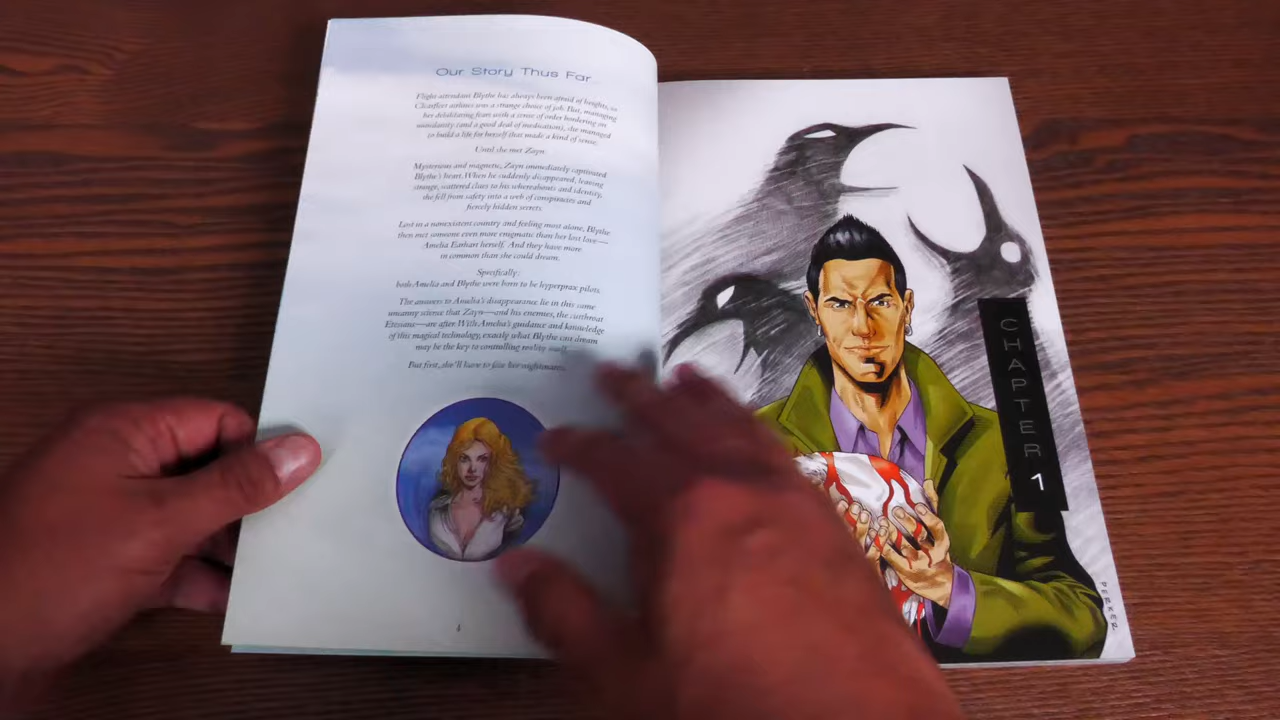 Our Story Thus Far
Flight attendant Blythe has always been afraid of heights, so
Clearfleet airlines was a strange choice of job. But, managing
her debilitating fears with a sense of order bordering on
mundanity (and a good deal of medication), she managed
to build a life for herself that made a kind of sense.
Until she met Zayn.
Mysterious and magnetic, Zayn immediately captivated
Blythe's heart. When he suddenly disappeared, leaving
strange, scattered clues to his whereabouts and identity,
she fell from safety into a web of conspiracies and
fiercely hidden secrets.
Lost in a nonexistent country and feeling most alone, Blythe
then met someone even more enigmatic than her lost love—
Amelia Earhart herself. And they have more
in common than she could dream.
Specifically:
both Amelia and Blythe were born to be hyperprax pilots.
The answers to Amelia's disappearance lie in this same
uncanny science that Zayn—and his enemies, the cutthroat
Etesians—are after. With Amelia's guidance and knowledge
of this magical technology, exactly what Blythe can dream
may be the key to controlling reality itself.
But first, she'll have to face her nightmares.
4
CHAPTER 1
PERKER